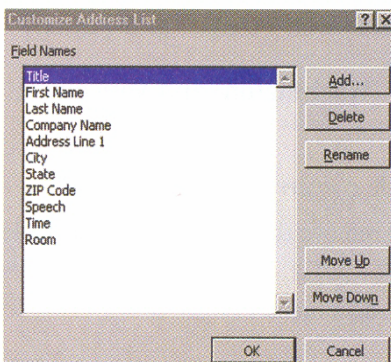 Customize Address List
Field Names
Title
First Name
Last Name
Company Name
Address Line 1
City
State
ZIP Code
Speech
Time
Room
Add...
Delete
Rename
Move Up
Move Down
OK
Cancel